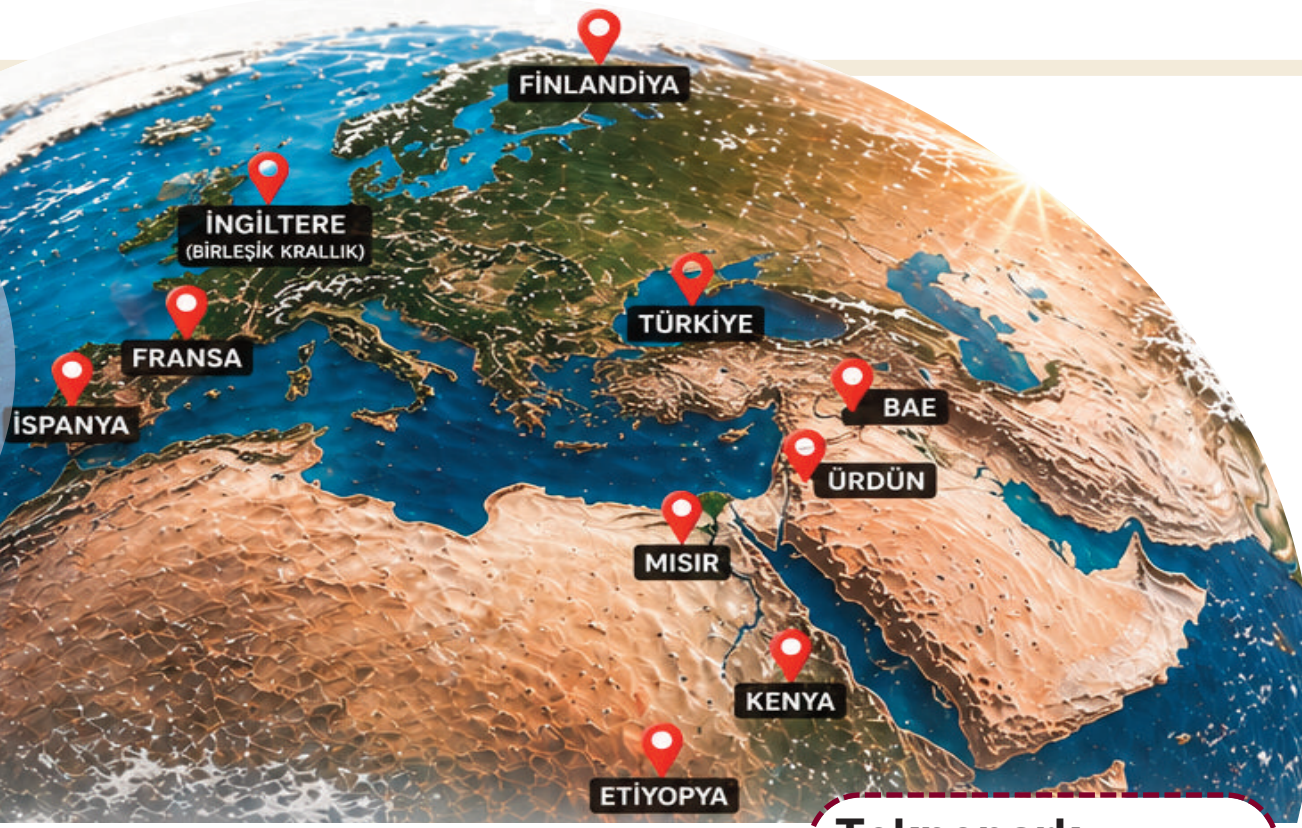 FİNLANDİYA
İNGİLTERE
(BİRLEŞİK KRALLIK)
TÜRKİYE
FRANSA
BAE
İSPANYA
ÜRDÜN
MISIR
KENYA
ETİYOPYA